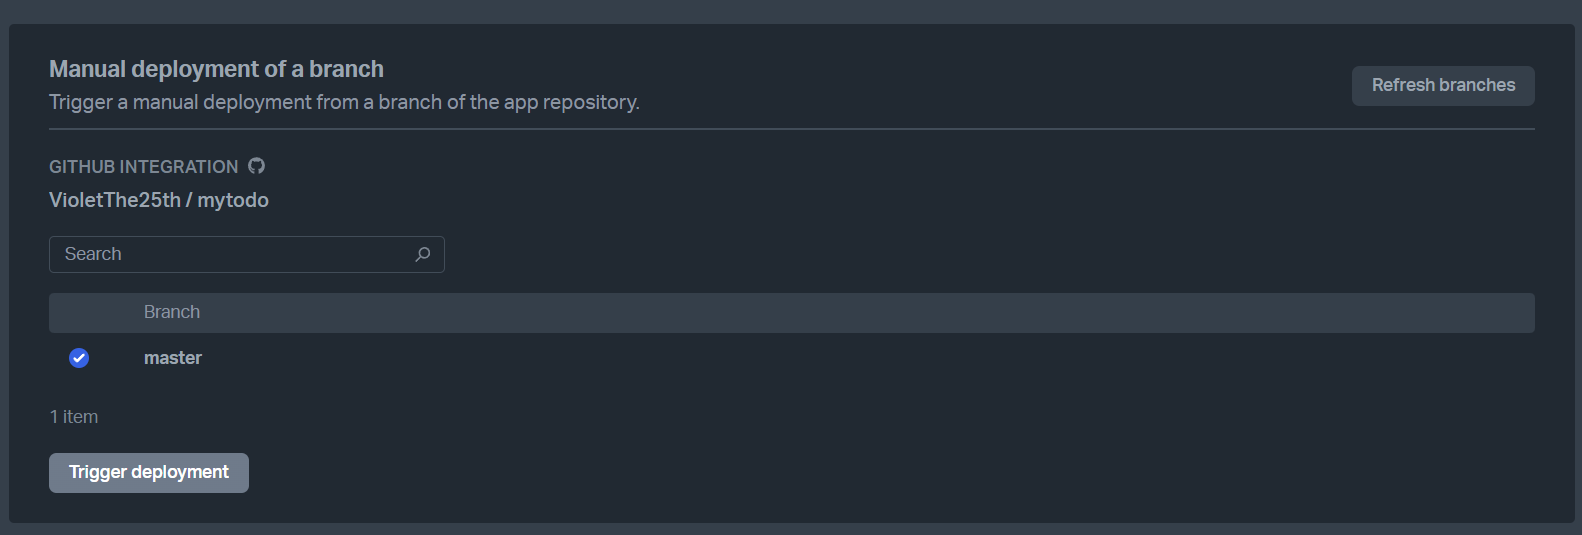 Manual deployment of a branch
Trigger a manual deployment from a branch of the app repository.
Refresh branches
GITHUB INTEGRATION
VioletThe25th / mytodo
Search
Branch
master
1 item
Trigger deployment